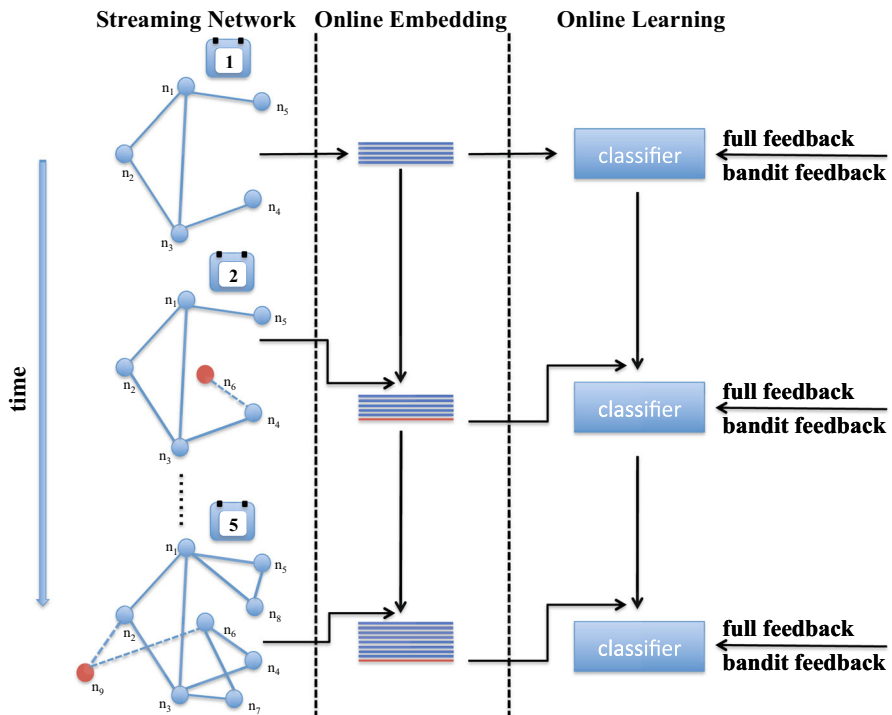 Streaming Network
Online Embedding
Online Learning
1
n1
n5
n2
n4
n3
classifier
full feedback
bandit feedback
time
2
n1
n5
n2
n6
n4
n3
classifier
full feedback
bandit feedback
5
n1
n5
n8
n2
n6
n4
n9
n3
n7
classifier
full feedback
bandit feedback